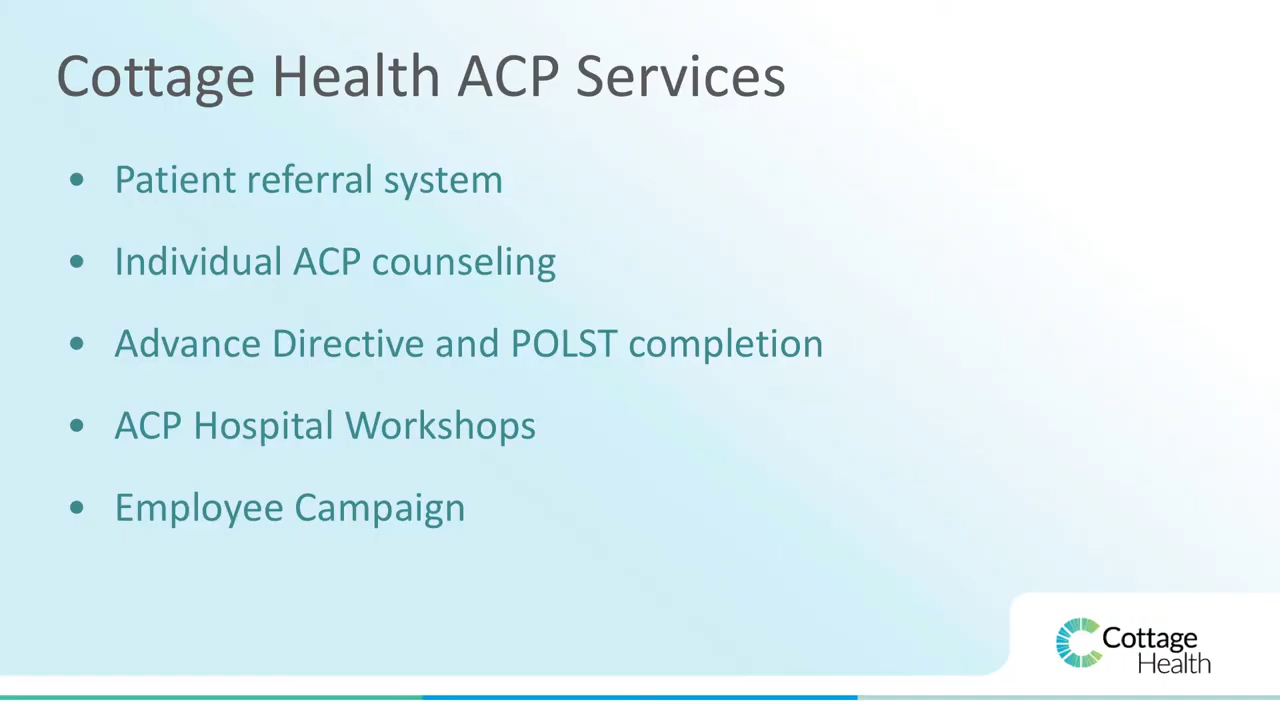 Cottage Health ACP Services
• Patient referral system
• Individual ACP counseling
• Advance Directive and POLST completion
• ACP Hospital Workshops
• Employee Campaign
Cottage
Health